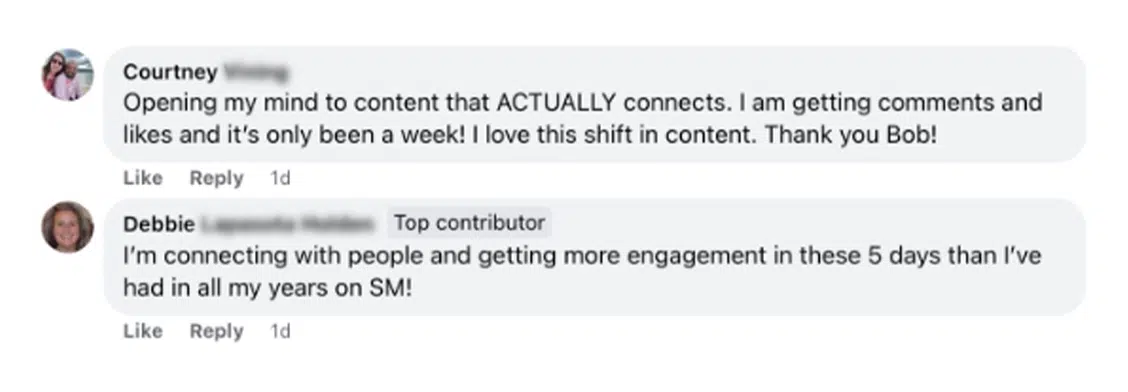 Courtney
Opening my mind to content that ACTUALLY connects. I am getting comments and
likes and it's only been a week! I love this shift in content. Thank you Bob!
Like Reply 1d
Debbie Top contributor
I'm connecting with people and getting more engagement in these 5 days than I've
had in all my years on SM!
Like Reply 1d